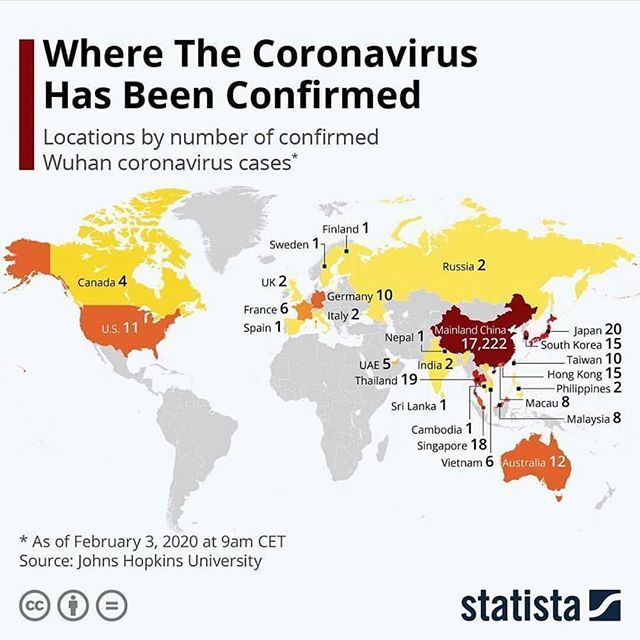 Where The Coronavirus
Has Been Confirmed
Locations by number of confirmed
Wuhan coronavirus cases*
Finland 1
Sweden 1
Canada 4
Russia 2
UK 2
Germany 10
France 6
Italy 2
U.S. 11
Spain 1
Mainland China
17,222
Japan 20
Nepal 1
South Korea 15
Taiwan 10
UAE 5
India 2
Hong Kong 15
Thailand 19
Philippines 2
Macau 8
Sri Lanka 1
Malaysia 8
Cambodia 1
Singapore 18
Vietnam 6
Australia 12
* As of February 3, 2020 at 9am CET
Source: Johns Hopkins University
cc
statista